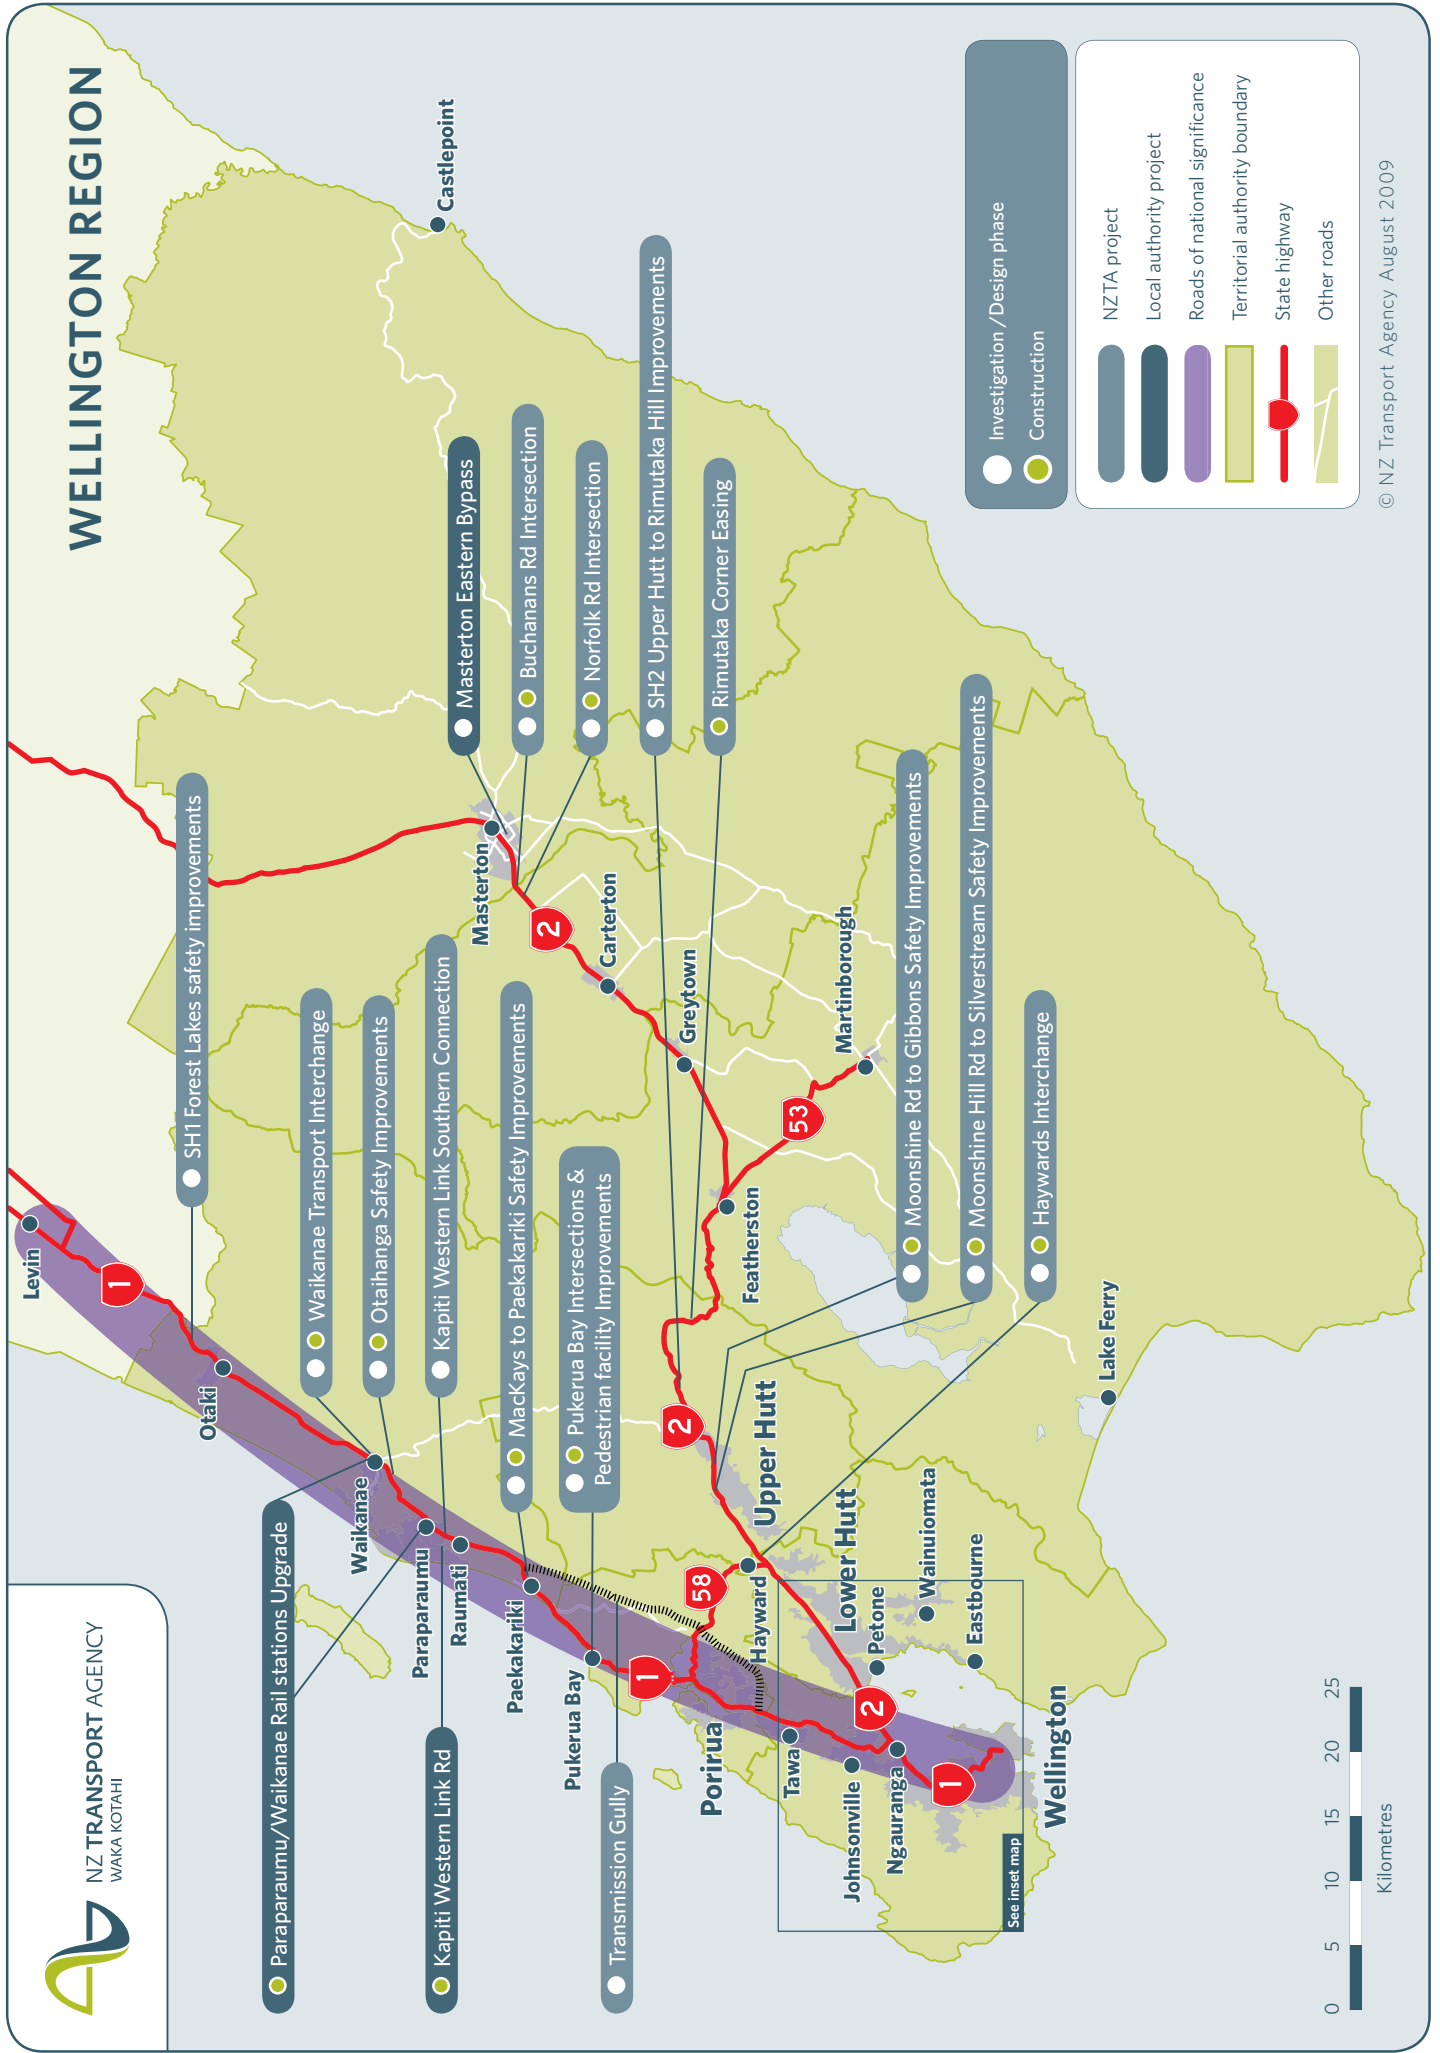 NZ TRANSPORT AGENCY
WAKA KOTAHI
WELLINGTON REGION
Levin
1
SH1 Forest Lakes safety improvements
Otaki
Waikanae Transport Interchange
Otaihanga Safety Improvements
Kapiti Western Link Southern Connection
MacKays to Paekakariki Safety Improvements
Pukerua Bay Intersections &
Pedestrian facility Improvements
Paraparaumu/Waikanae Rail stations Upgrade
Kapiti Western Link Rd
Transmission Gully
Waikanae
Paraparaumu
Raumati
Paekakariki
Pukerua Bay
1
Porirua
58
Hayward
Tawa
Johnsonville
Ngauranga
1
2
Wellington
Lower Hutt
Petone
Wainuiomata
Eastbourne
See inset map
Upper Hutt
2
Featherston
53
Martinborough
Greytown
Carterton
2
Masterton
Castlepoint
Lake Ferry
Masterton Eastern Bypass
Buchanans Rd Intersection
Norfolk Rd Intersection
SH2 Upper Hutt to Rimutaka Hill Improvements
Rimutaka Corner Easing
Moonshine Rd to Gibbons Safety Improvements
Moonshine Hill Rd to Silverstream Safety Improvements
Haywards Interchange
Investigation /Design phase
Construction
NZTA project
Local authority project
Roads of national significance
Territorial authority boundary
State highway
Other roads
© NZ Transport Agency August 2009
0 5 10 15 20 25
Kilometres